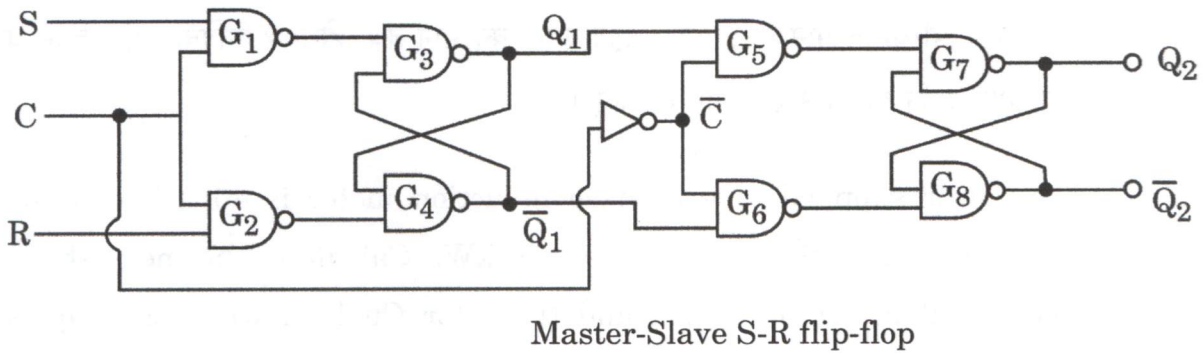 S
G₁
G₃
Q₁
G₅
G₇
Q₂
C
C̅
R
G₂
G₄
Q̅₁
G₆
G₈
Q̅₂
Master-Slave S-R flip-flop